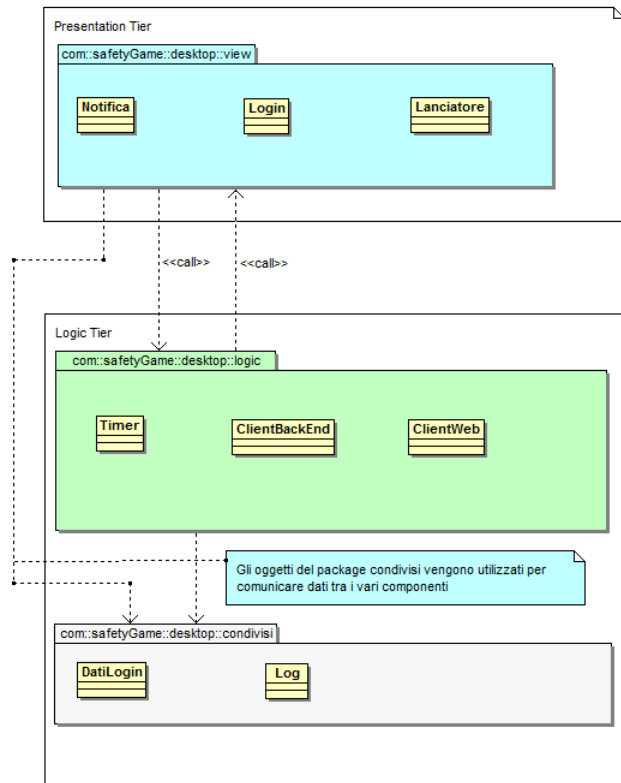 Presentation Tier
com::safetyGame::desktop::view
Notifica
Login
Lanciatore
<<call>>
<<call>>
Logic Tier
com::safetyGame::desktop::logic
Timer
ClientBackEnd
ClientWeb
Gli oggetti del package condivisi vengono utilizzati per
comunicare dati tra i vari componenti
com::safetyGame::desktop::condivisi
DatiLogin
Log